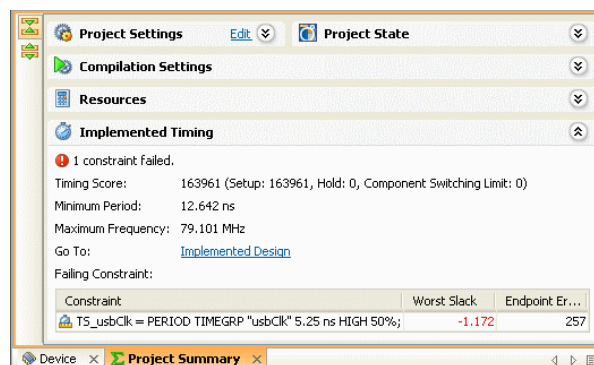 Project Settings Edit Project State
Compilation Settings
Resources
Implemented Timing
1 constraint failed.
Timing Score: 163961 (Setup: 163961, Hold: 0, Component Switching Limit: 0)
Minimum Period: 12.642 ns
Maximum Frequency: 79.101 MHz
Go To: Implemented Design
Failing Constraint:
Constraint Worst Slack Endpoint Er...
TS_usbClk = PERIOD TIMEGRP "usbClk" 5.25 ns HIGH 50%; -1.172 257
Device Project Summary